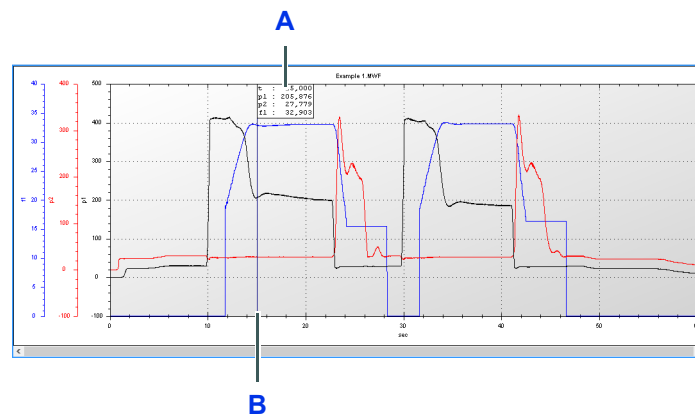 A
Example 1.MWF
t : 15,000
p1 : 205,876
p2 : 27,779
f1 : 32,903
40
35
30
25
20
15
10
5
0
f1
400
300
200
100
0
-100
p2
500
400
300
200
100
0
-100
p1
0 10 20 30 40 50
sec
B